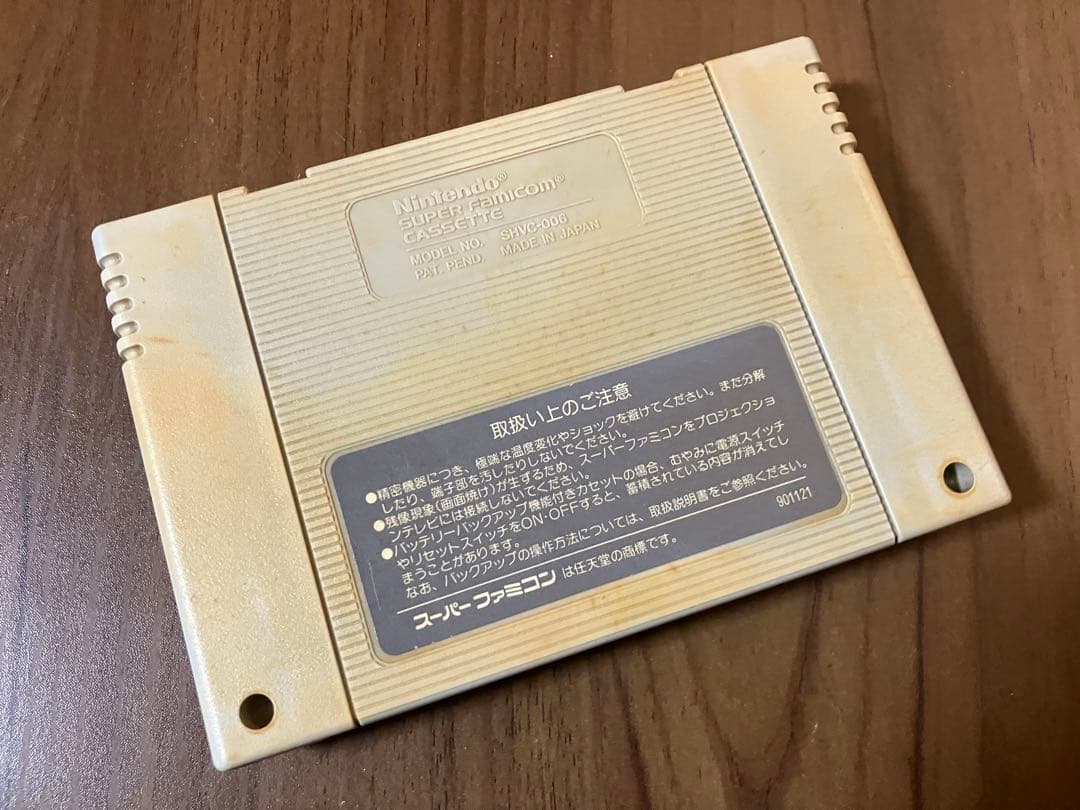 Nintendo®
SUPER Famicom®
CASSETTE
MODEL NO. SHVC-006
PAT. PEND. MADE IN JAPAN
取扱い上のご注意
●精密機器につき、極端な温度変化やショックを避けてください。また分解
したり、端子部を汚したりしないでください。
●残像現象(画面焼け)が生ずるため、スーパーファミコンをプロジェクショ
ンテレビには接続しないでください。
●バッテリーバックアップ機能付きカセットの場合、むやみに電源スイッチ
やリセットスイッチをON・OFFすると、蓄積されている内容が消えてし
まうことがあります。
なお、バックアップの操作方法については、取扱説明書をご参照ください。
901121
スーパーファミコンは任天堂の商標です。